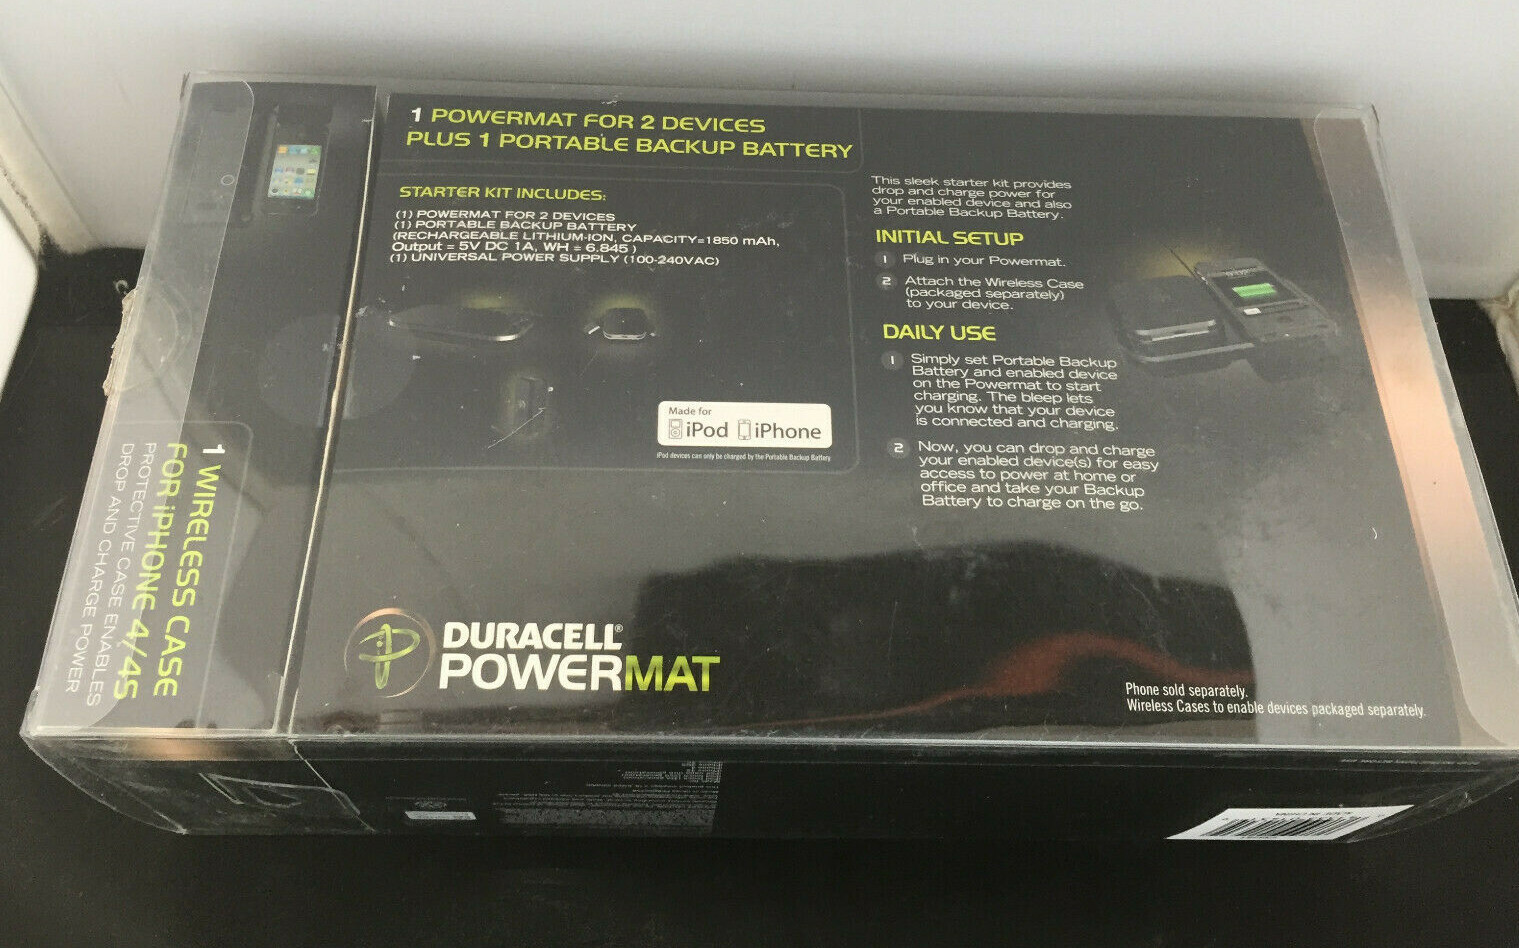 1 POWERMAT FOR 2 DEVICES
PLUS 1 PORTABLE BACKUP BATTERY
STARTER KIT INCLUDES:
(1) POWERMAT FOR 2 DEVICES
(1) PORTABLE BACKUP BATTERY
(RECHARGEABLE LITHIUM-ION, CAPACITY=1850 mAh,
Output = 5V DC 1A, WH = 6.845 )
(1) UNIVERSAL POWER SUPPLY (100-240VAC)
Made for
iPod iPhone
iPod devices can only be charged by the Portable Backup Battery
This sleek starter kit provides
drop and charge power for
your enabled device and also
a Portable Backup Battery.
INITIAL SETUP
1 Plug in your Powermat.
2 Attach the Wireless Case
(packaged separately)
to your device.
DAILY USE
1 Simply set Portable Backup
Battery and enabled device
on the Powermat to start
charging. The bleep lets
you know that your device
is connected and charging.
2 Now, you can drop and charge
your enabled device(s) for easy
access to power at home or
office and take your Backup
Battery to charge on the go.
1 WIRELESS CASE
FOR iPHONE 4/4S
PROTECTIVE CASE ENABLES
DROP AND CHARGE POWER
DURACELL®
POWERMAT
Phone sold separately.
Wireless Cases to enable devices packaged separately.